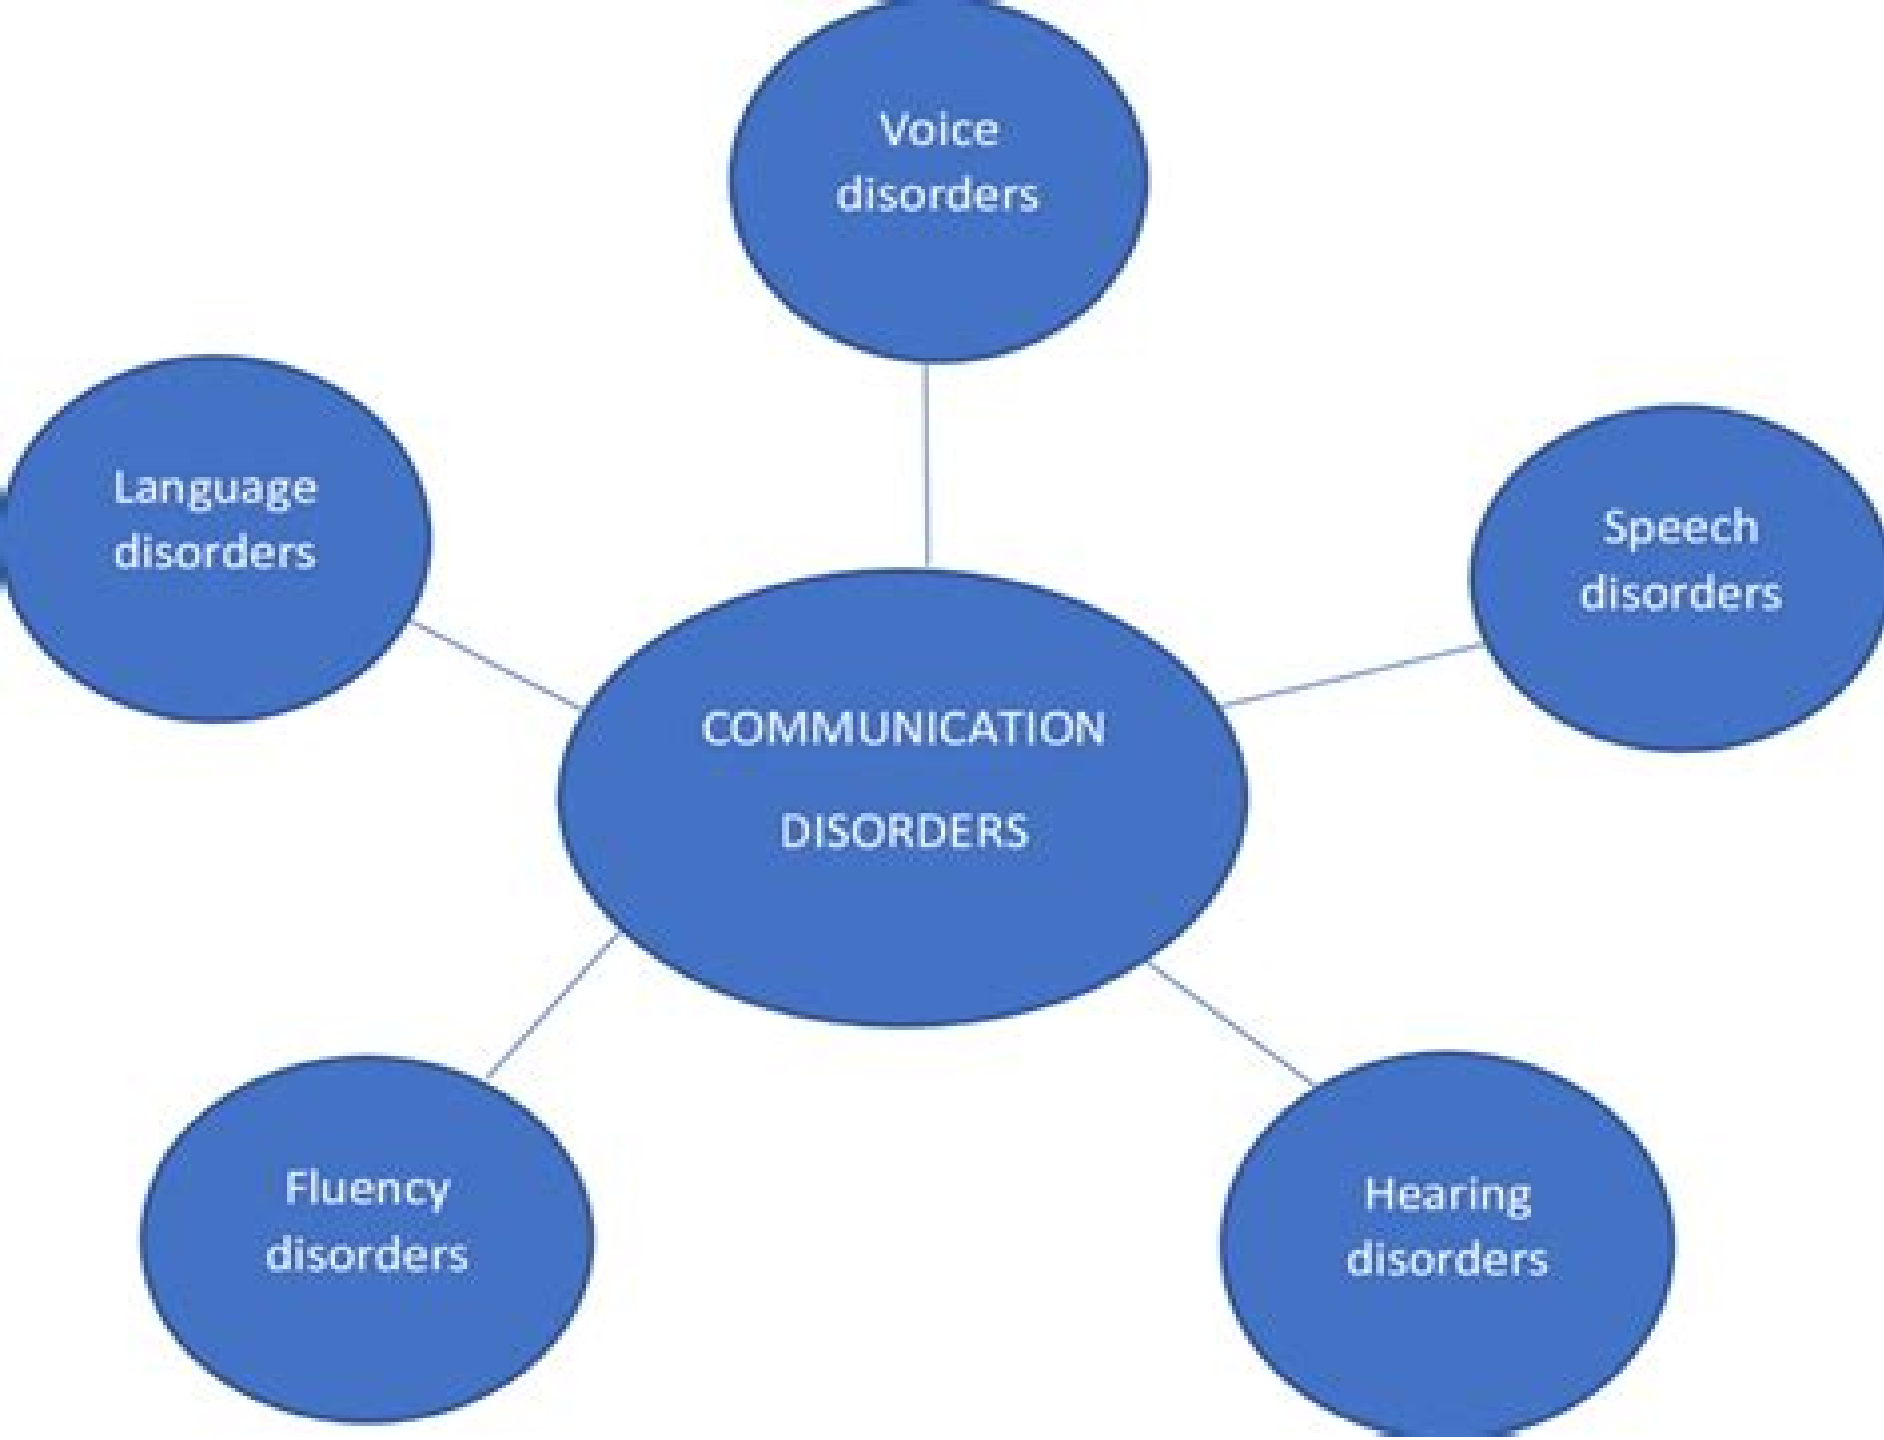 Voice
disorders
Language
disorders
Speech
disorders
COMMUNICATION
DISORDERS
Fluency
disorders
Hearing
disorders